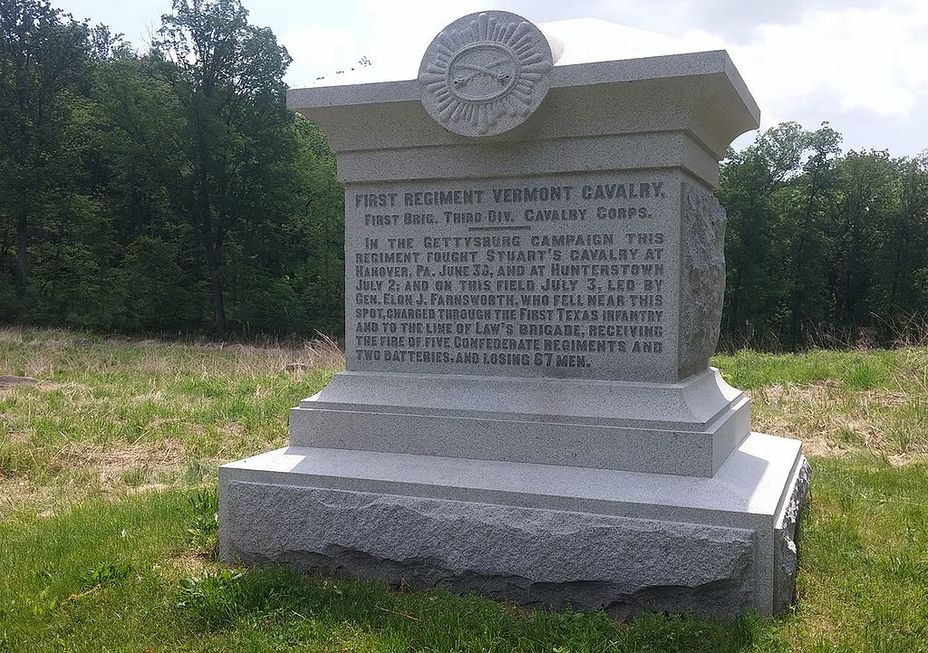 FIRST REGIMENT VERMONT CAVALRY,
FIRST BRIG. THIRD DIV. CAVALRY CORPS.
IN THE GETTYSBURG CAMPAIGN THIS
REGIMENT FOUGHT STUART'S CAVALRY AT
HANOVER, PA. JUNE 30, AND AT HUNTERSTOWN
JULY 2; AND ON THIS FIELD JULY 3, LED BY
GEN. ELON J. FARNSWORTH, WHO FELL NEAR THIS
SPOT, CHARGED THROUGH THE FIRST TEXAS INFANTRY
AND TO THE LINE OF LAW'S BRIGADE, RECEIVING
THE FIRE OF FIVE CONFEDERATE REGIMENTS AND
TWO BATTERIES, AND LOSING 67 MEN.